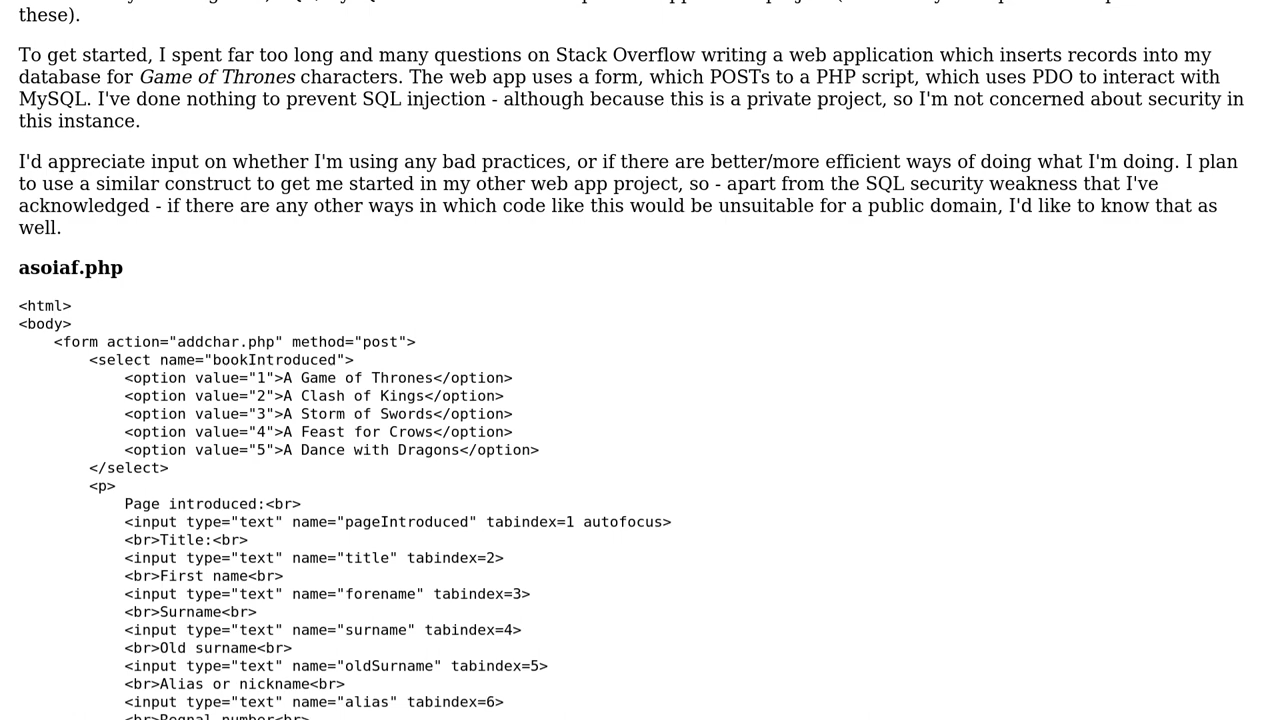 these).
To get started, I spent far too long and many questions on Stack Overflow writing a web application which inserts records into my
database for Game of Thrones characters. The web app uses a form, which POSTs to a PHP script, which uses PDO to interact with
MySQL. I've done nothing to prevent SQL injection - although because this is a private project, so I'm not concerned about security in
this instance.
I'd appreciate input on whether I'm using any bad practices, or if there are better/more efficient ways of doing what I'm doing. I plan
to use a similar construct to get me started in my other web app project, so - apart from the SQL security weakness that I've
acknowledged - if there are any other ways in which code like this would be unsuitable for a public domain, I'd like to know that as
well.
asoiaf.php
<html>
<body>
    <form action="addchar.php" method="post">
        <select name="bookIntroduced">
            <option value="1">A Game of Thrones</option>
            <option value="2">A Clash of Kings</option>
            <option value="3">A Storm of Swords</option>
            <option value="4">A Feast for Crows</option>
            <option value="5">A Dance with Dragons</option>
        </select>
        <p>
            Page introduced:<br>
            <input type="text" name="pageIntroduced" tabindex=1 autofocus>
            <br>Title:<br>
            <input type="text" name="title" tabindex=2>
            <br>First name<br>
            <input type="text" name="forename" tabindex=3>
            <br>Surname<br>
            <input type="text" name="surname" tabindex=4>
            <br>Old surname<br>
            <input type="text" name="oldSurname" tabindex=5>
            <br>Alias or nickname<br>
            <input type="text" name="alias" tabindex=6>
            <br>Regnal number<br>